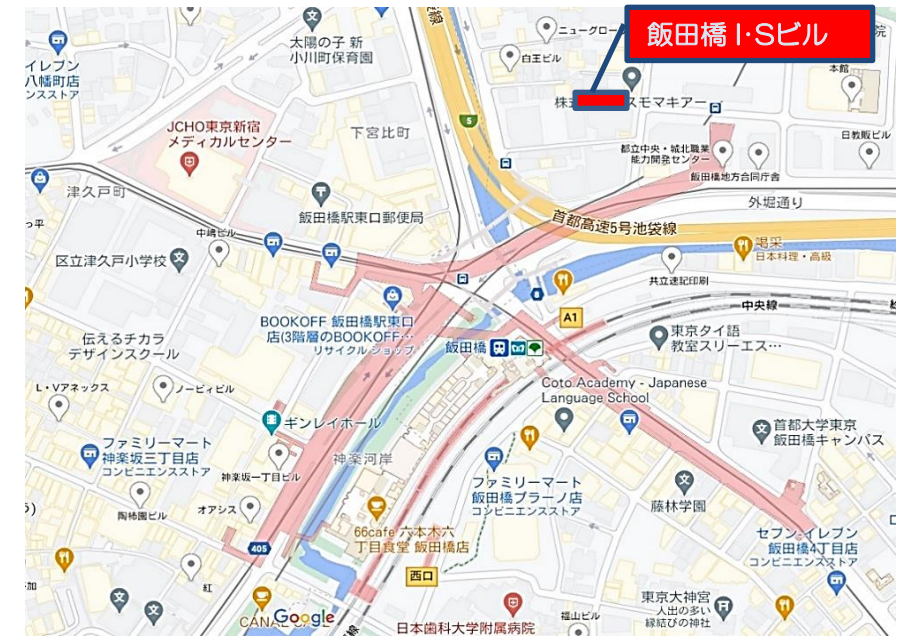 飯田橋 I・Sビル
太陽の子 新
小川町保育園
ニューグロー
院
イレブン
八幡町店
ンスストア
白王ビル
本館
株式
スモマキアー
5
JCHO東京新宿
メディカルセンター
下宮比町
都立中央・城北職業
能力開発センター
日教販ビル
飯田橋地方合同庁舎
津久戸町
飯田橋駅東口郵便局
外堀通り
っ平
中嶋ビル
首都高速5号池袋線
喝采
日本料理・高級
区立津久戸小学校
共立速記印刷
中央線
BOOKOFF 飯田橋駅東口
店(3階層のBOOKOFF…
リサイクル ショップ
A1
伝えるチカラ
デザインスクール
飯田橋
東京タイ語
教室スリーエス…
L・Vアネックス
ノービィビル
Coto Academy - Japanese
Language School
ギンレイホール
首都大学東京
飯田橋キャンパス
ファミリーマート
神楽坂三丁目店
コンビニエンスストア
神楽河岸
神楽坂一丁目ビル
ファミリーマート
飯田橋プラーノ店
コンビニエンスストア
陶柿園ビル
オアシス
藤林学園
う)
66cafe 六本木六
丁目食堂 飯田橋店
セブン-イレブン
飯田橋4丁目店
コンビニエンスストア
405
西口
紅
加
東京大神宮
人出の多い
縁結びの神社
CANAL CAFE
Google
日本歯科大学附属病院
福山ビル
線